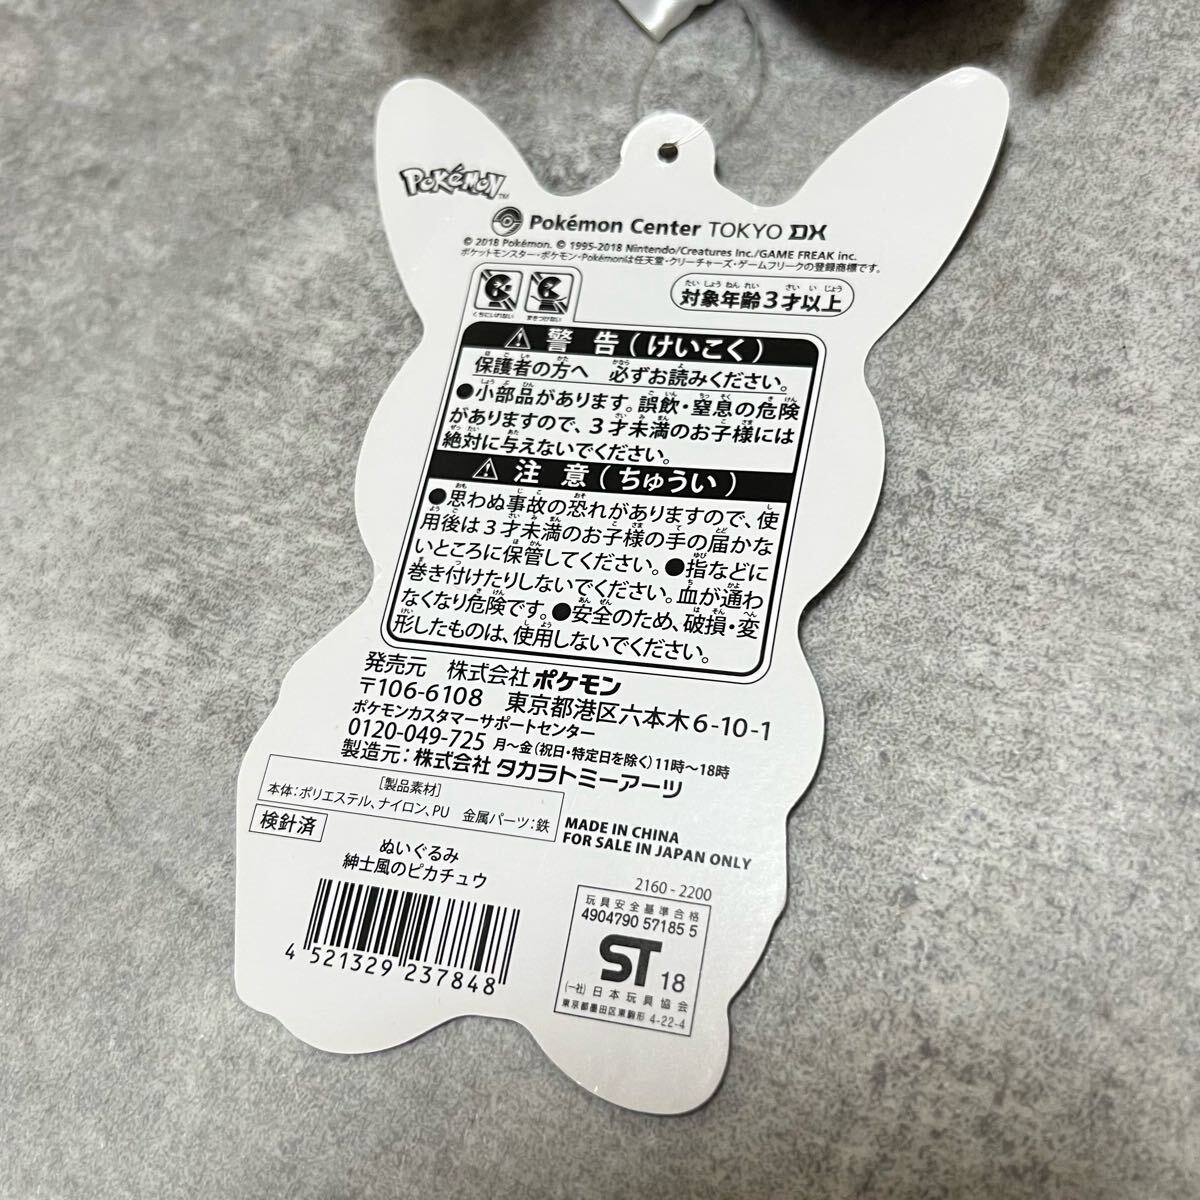 POKéMON™
Pokémon Center TOKYO DX
© 2018 Pokémon. © 1995-2018 Nintendo/Creatures Inc./GAME FREAK inc.
ポケットモンスター・ポケモン・Pokémonは任天堂・クリーチャーズ・ゲームフリークの登録商標です。
くちにいれない
まきつけない
対象年齢3才以上
警告(けいこく)
保護者の方へ 必ずお読みください。
●小部品があります。誤飲・窒息の危険
がありますので、3才未満のお子様には
絶対に与えないでください。
注意(ちゅうい)
●思わぬ事故の恐れがありますので、使
用後は3才未満のお子様の手の届かな
いところに保管してください。●指などに
巻き付けたりしないでください。血が通わ
なくなり危険です。●安全のため、破損・変
形したものは、使用しないでください。
発売元 株式会社 ポケモン
〒106-6108 東京都港区六本木6-10-1
ポケモンカスタマーサポートセンター
0120-049-725 月～金(祝日・特定日を除く)11時～18時
製造元：株式会社 タカラトミーアーツ
[製品素材]
本体：ポリエステル、ナイロン、PU 金属パーツ：鉄
検針済
MADE IN CHINA
FOR SALE IN JAPAN ONLY
ぬいぐるみ
紳士風のピカチュウ
4 521329 237848
2160-2200
玩具安全基準合格
4904790 57185 5
ST 18
(一社)日本玩具協会
東京都墨田区東駒形 4-22-4